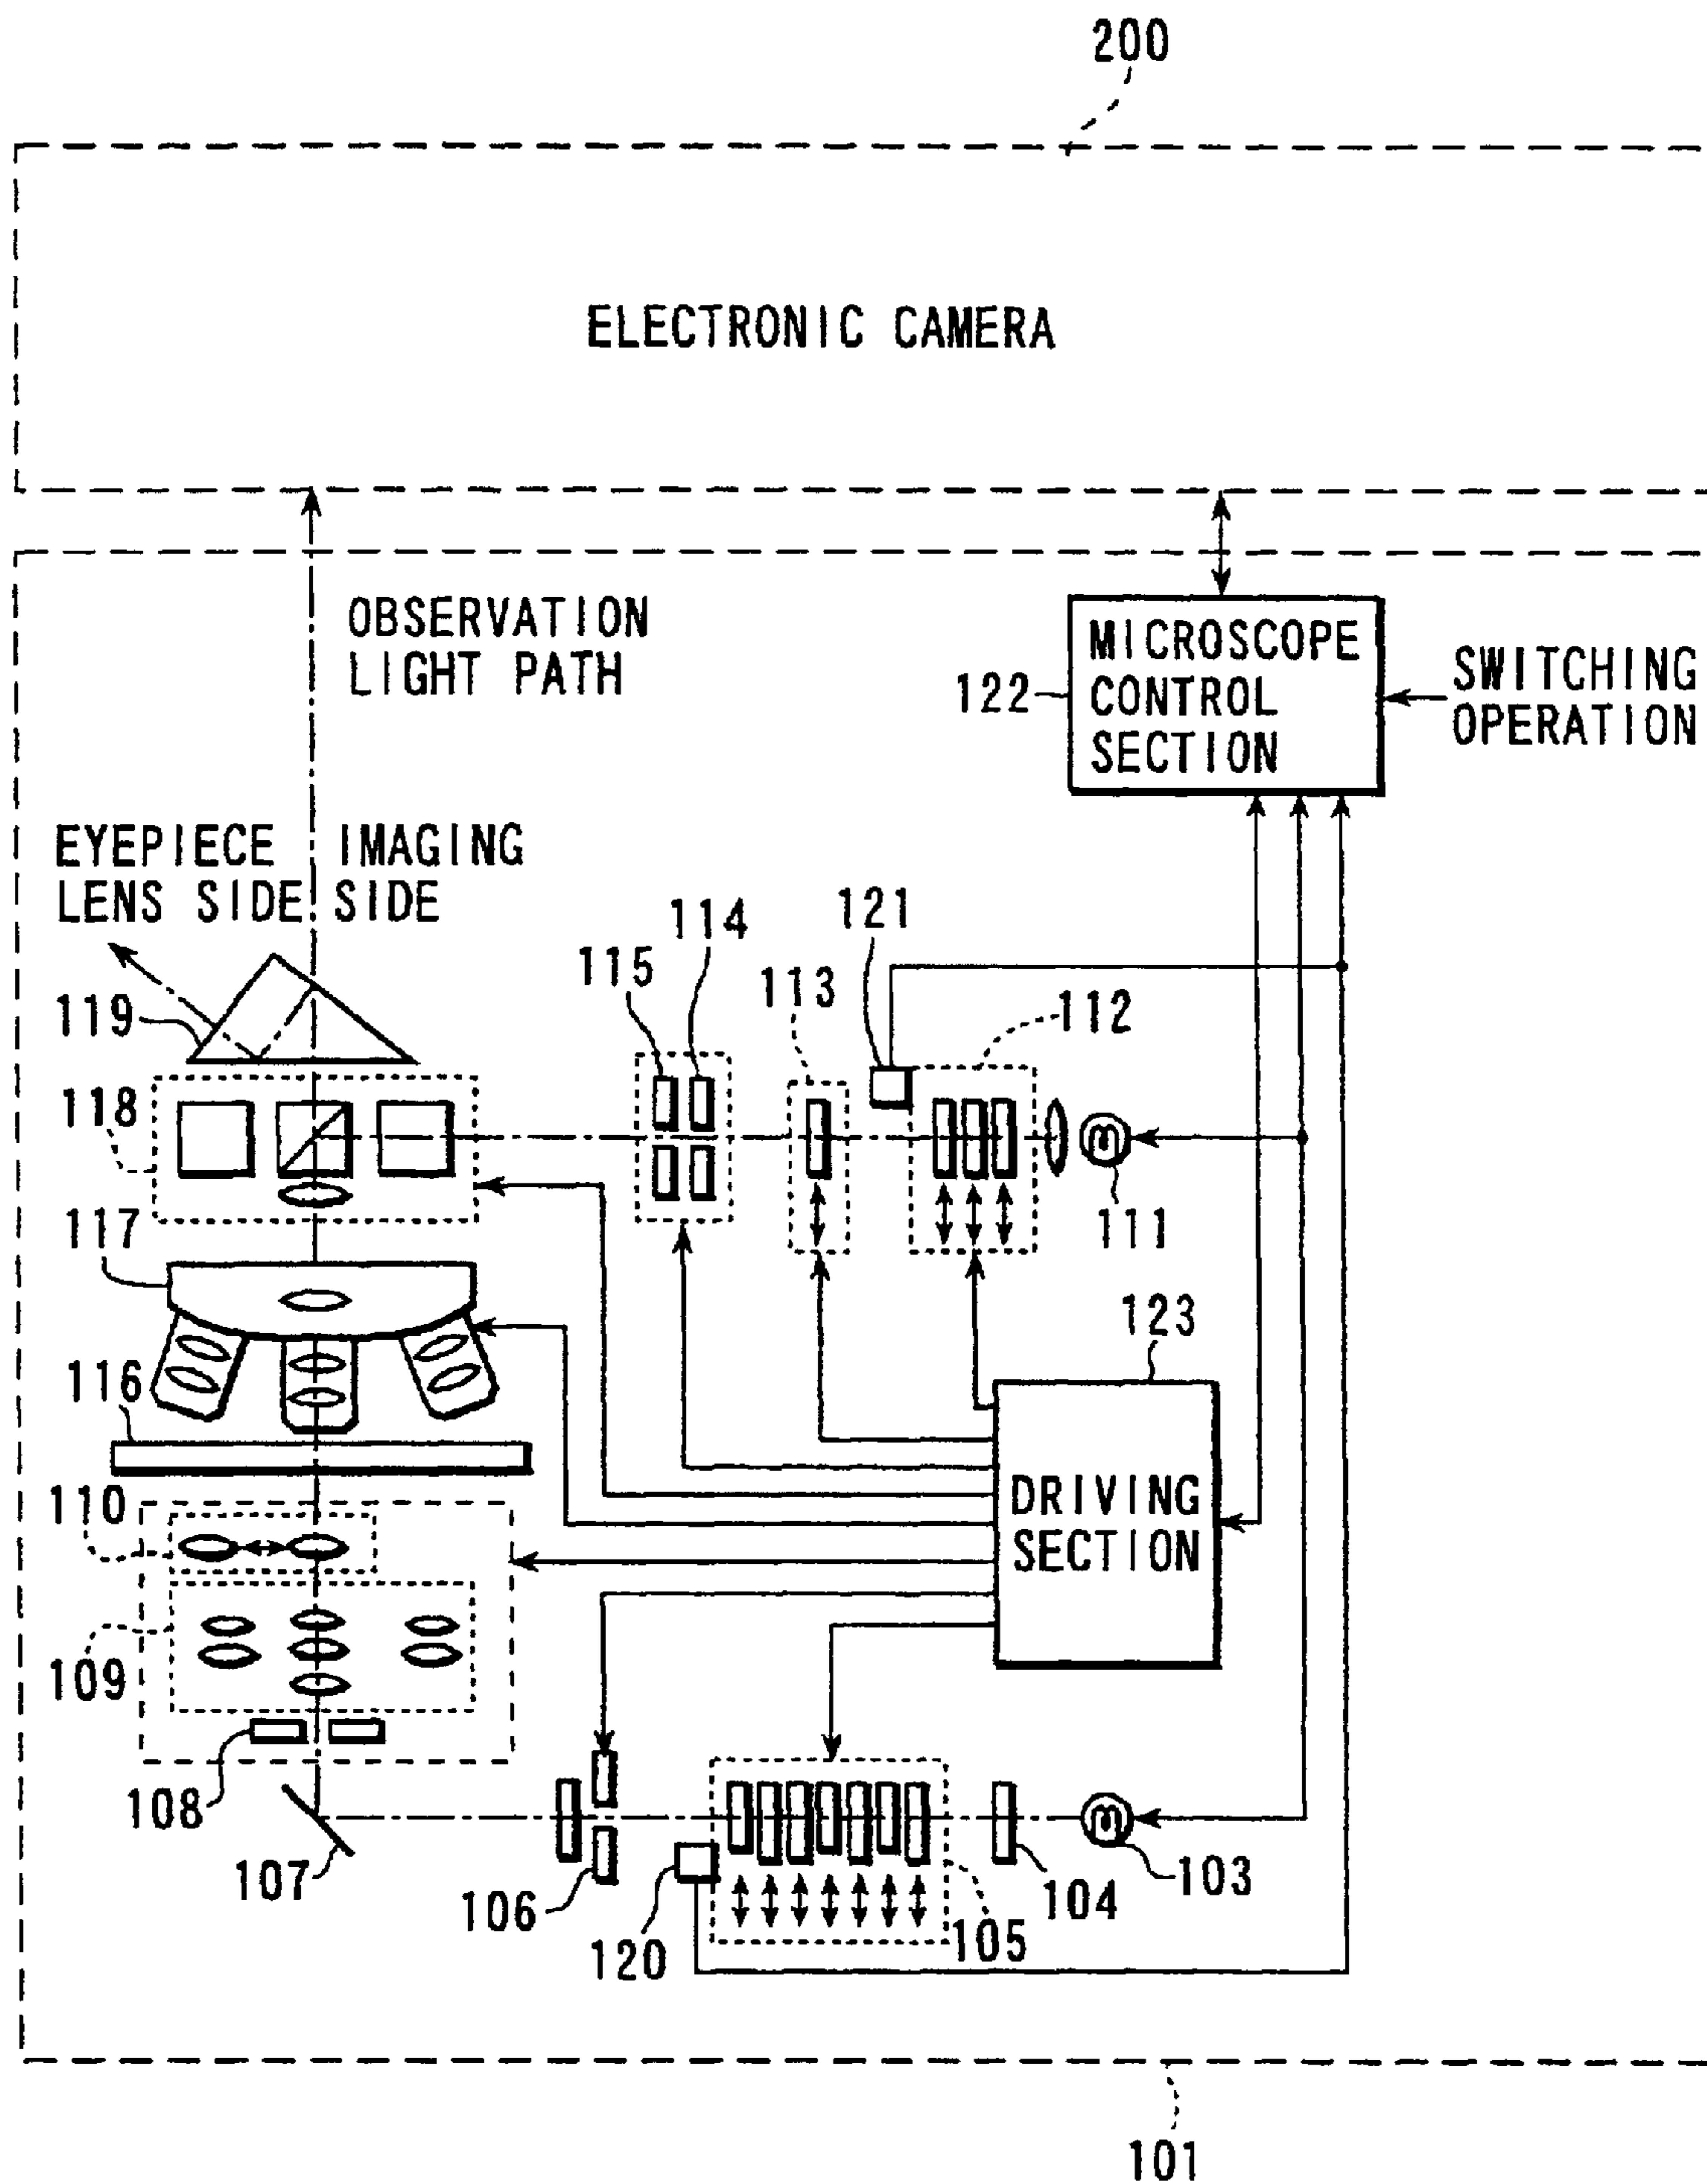 200
ELECTRONIC CAMERA
OBSERVATION
LIGHT PATH
MICROSCOPE
CONTROL
SECTION
122
SWITCHING
OPERATION
EYEPIECE IMAGING
LENS SIDE SIDE
121
114
115
113
112
119
118
111
117
123
116
110
DRIVING
SECTION
109
108
107
106
120
105
104
103
101